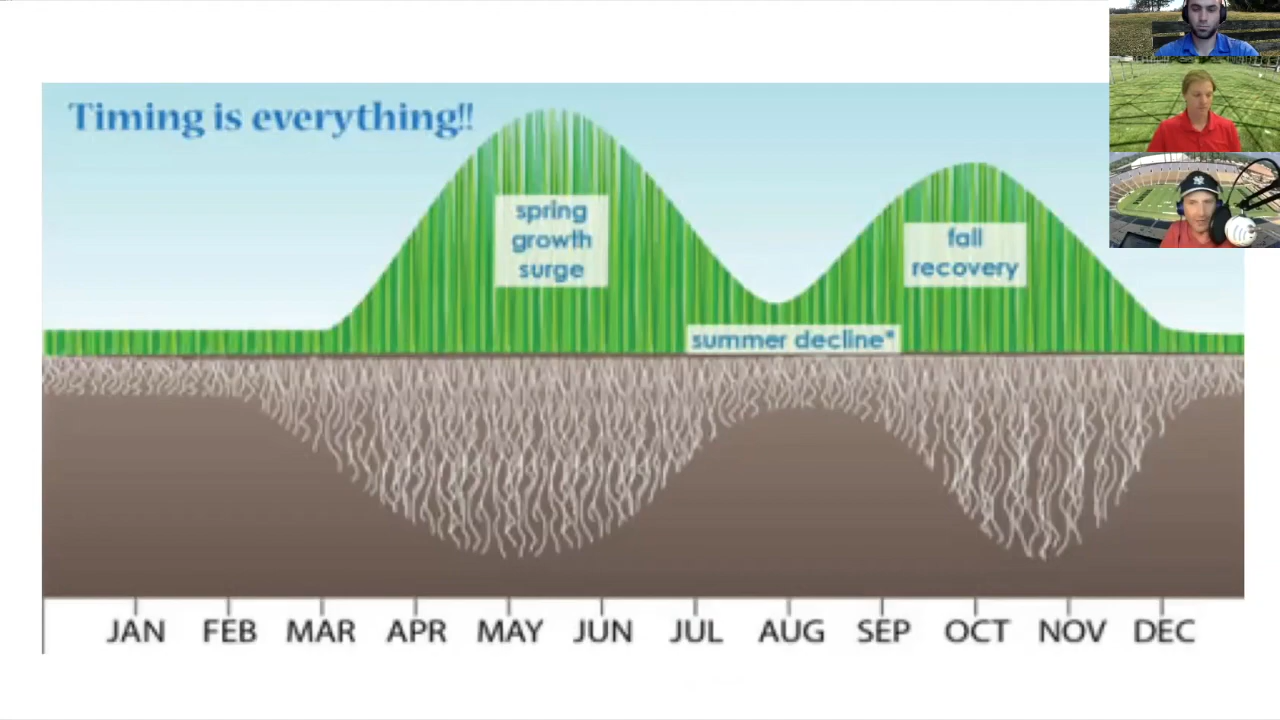 Timing is everything!!
spring
growth
surge
fall
recovery
summer decline*
JAN FEB MAR APR MAY JUN JUL AUG SEP OCT NOV DEC